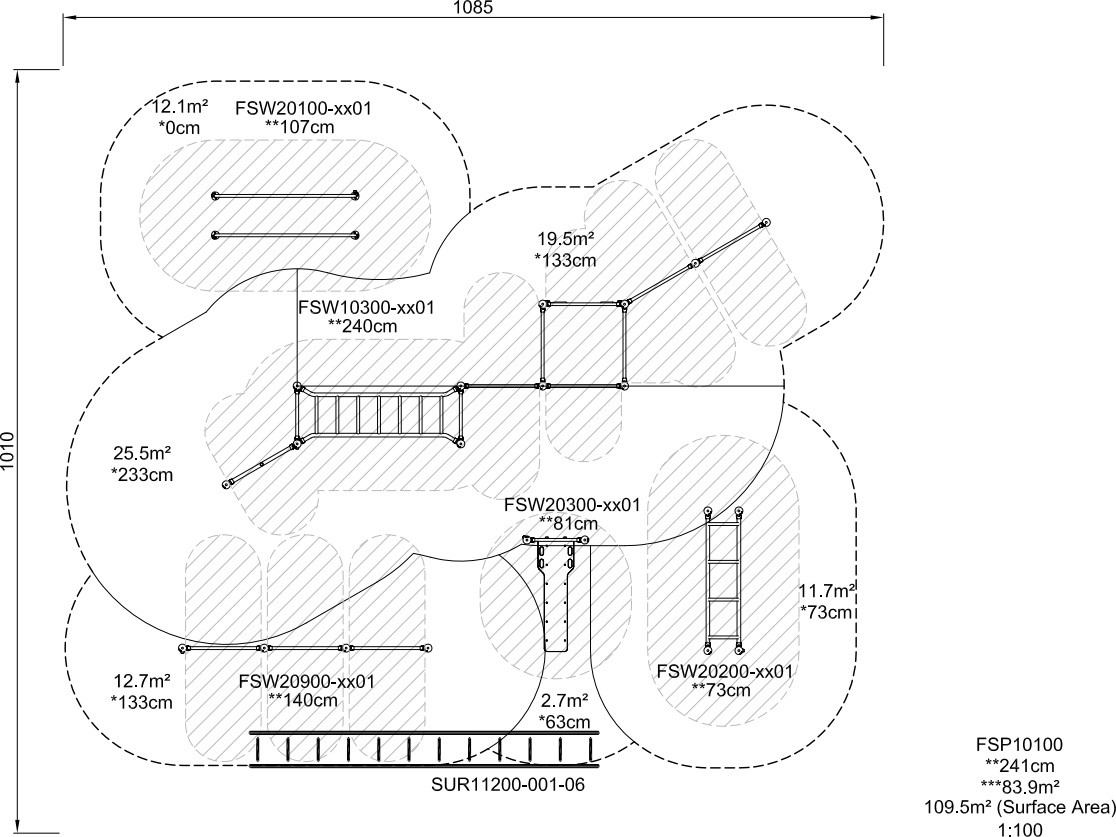 1085
12.1m²
*0cm
FSW20100-xx01
**107cm
19.5m²
*133cm
FSW10300-xx01
**240cm
1010
25.5m²
*233cm
FSW20300-xx01
**81cm
11.7m²
*73cm
FSW20200-xx01
**73cm
12.7m²
*133cm
FSW20900-xx01
**140cm
2.7m²
*63cm
SUR11200-001-06
FSP10100
**241cm
***83.9m²
109.5m² (Surface Area)
1:100